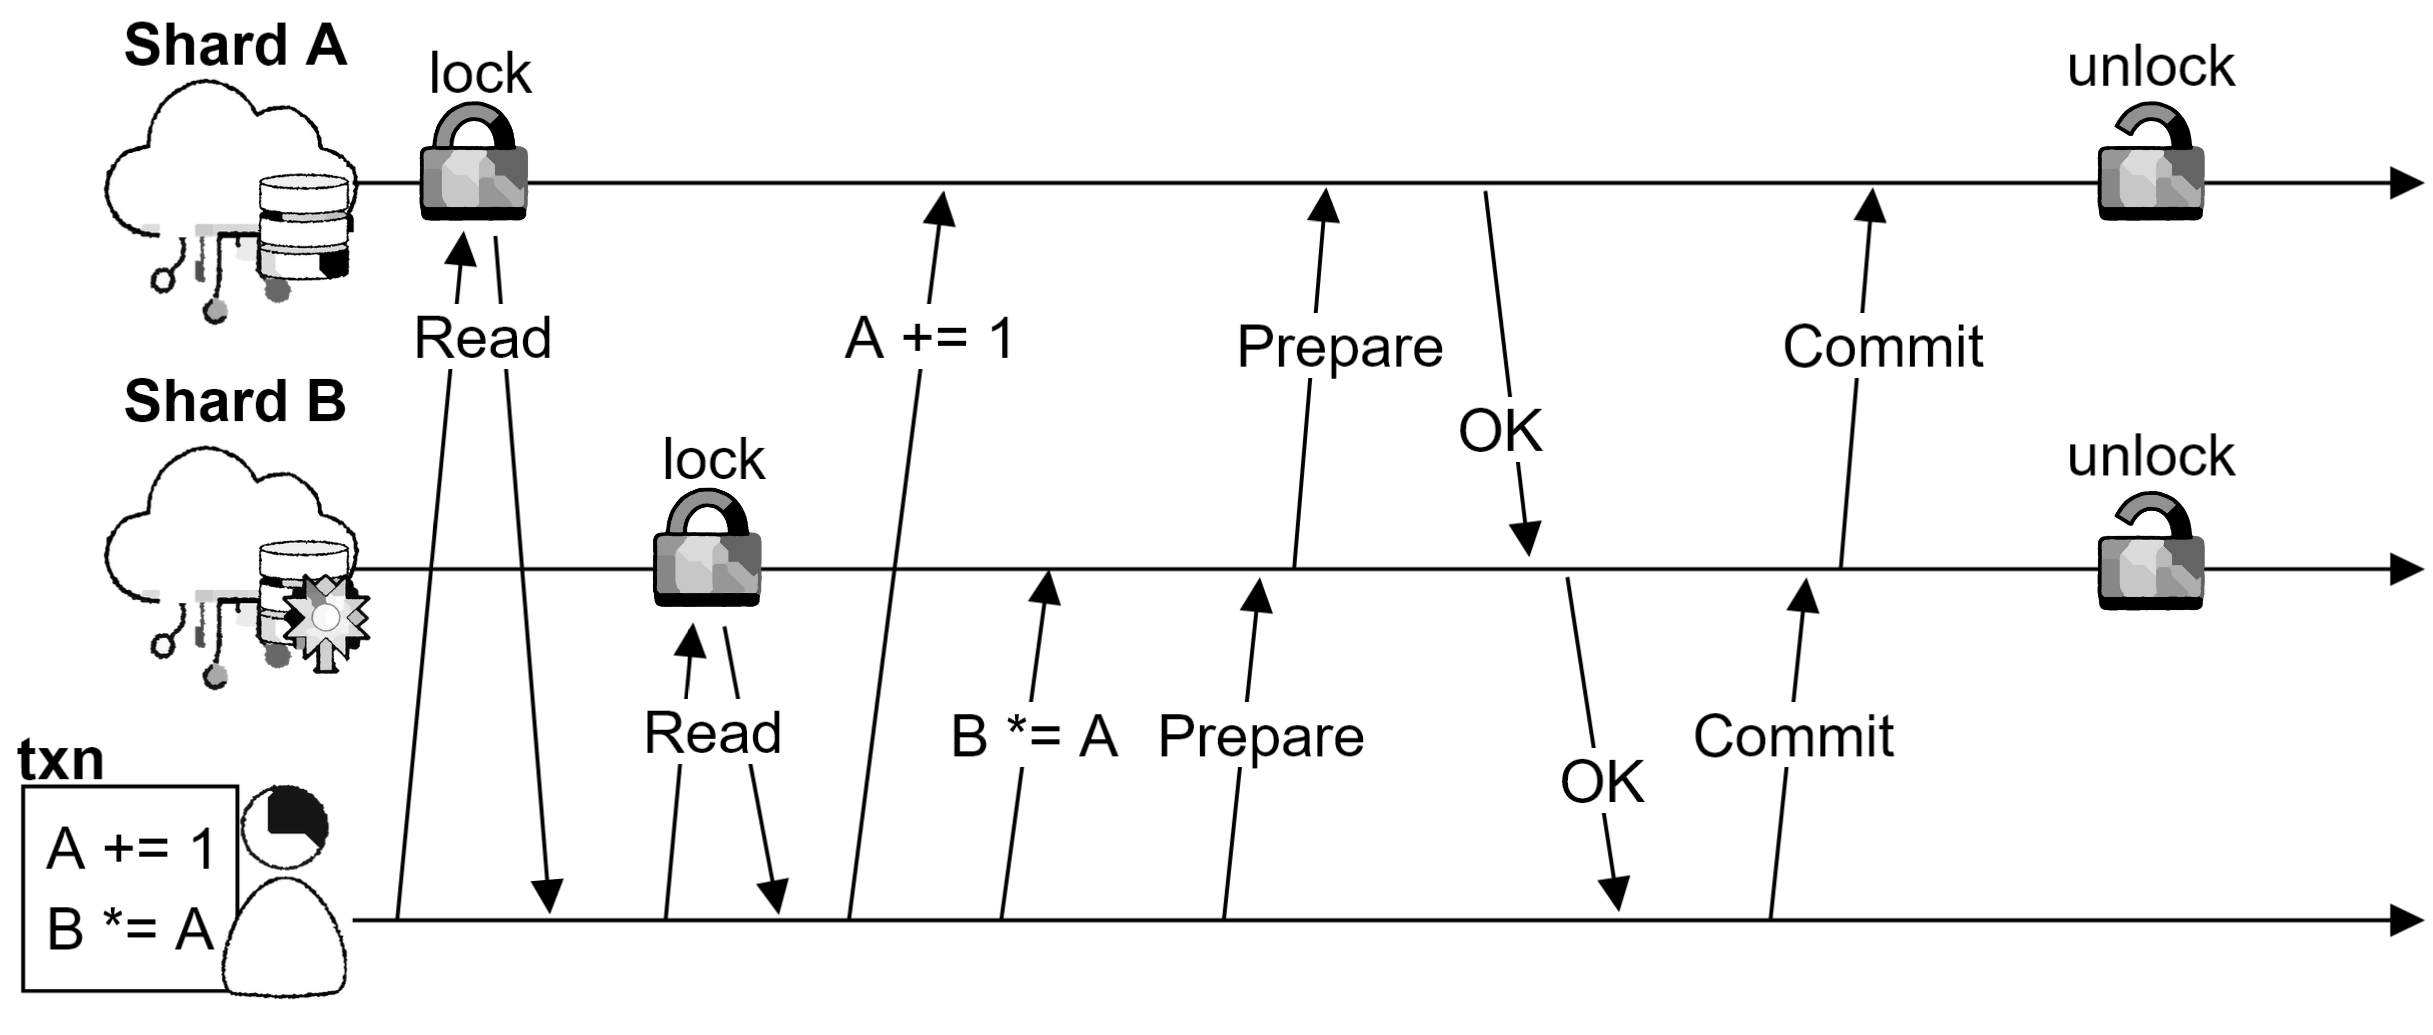 Shard A
lock
unlock
Read
A += 1
Prepare
OK
Commit
Shard B
lock
unlock
Read
B *= A
Prepare
OK
Commit
txn
A += 1
B *= A